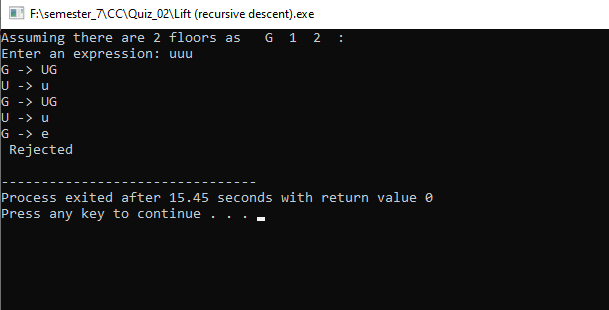 F:\semester_7\CC\Quiz_02\Lift (recursive descent).exe
Assuming there are 2 floors as   G  1  2  :
Enter an expression: uuu
G -> UG
U -> u
G -> UG
U -> u
G -> e
 Rejected
--------------------------------
Process exited after 15.45 seconds with return value 0
Press any key to continue . . .